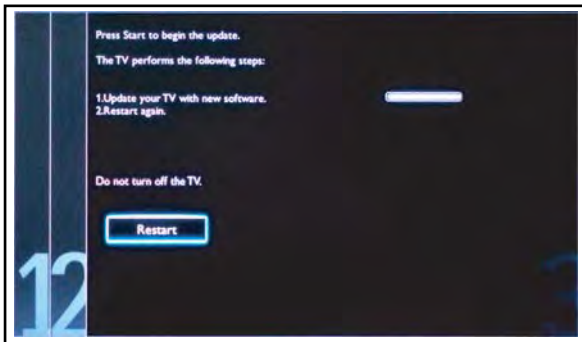 Press Start to begin the update.
The TV performs the following steps:
1.Update your TV with new software.
2.Restart again.
Do not turn off the TV.
Restart
12
3